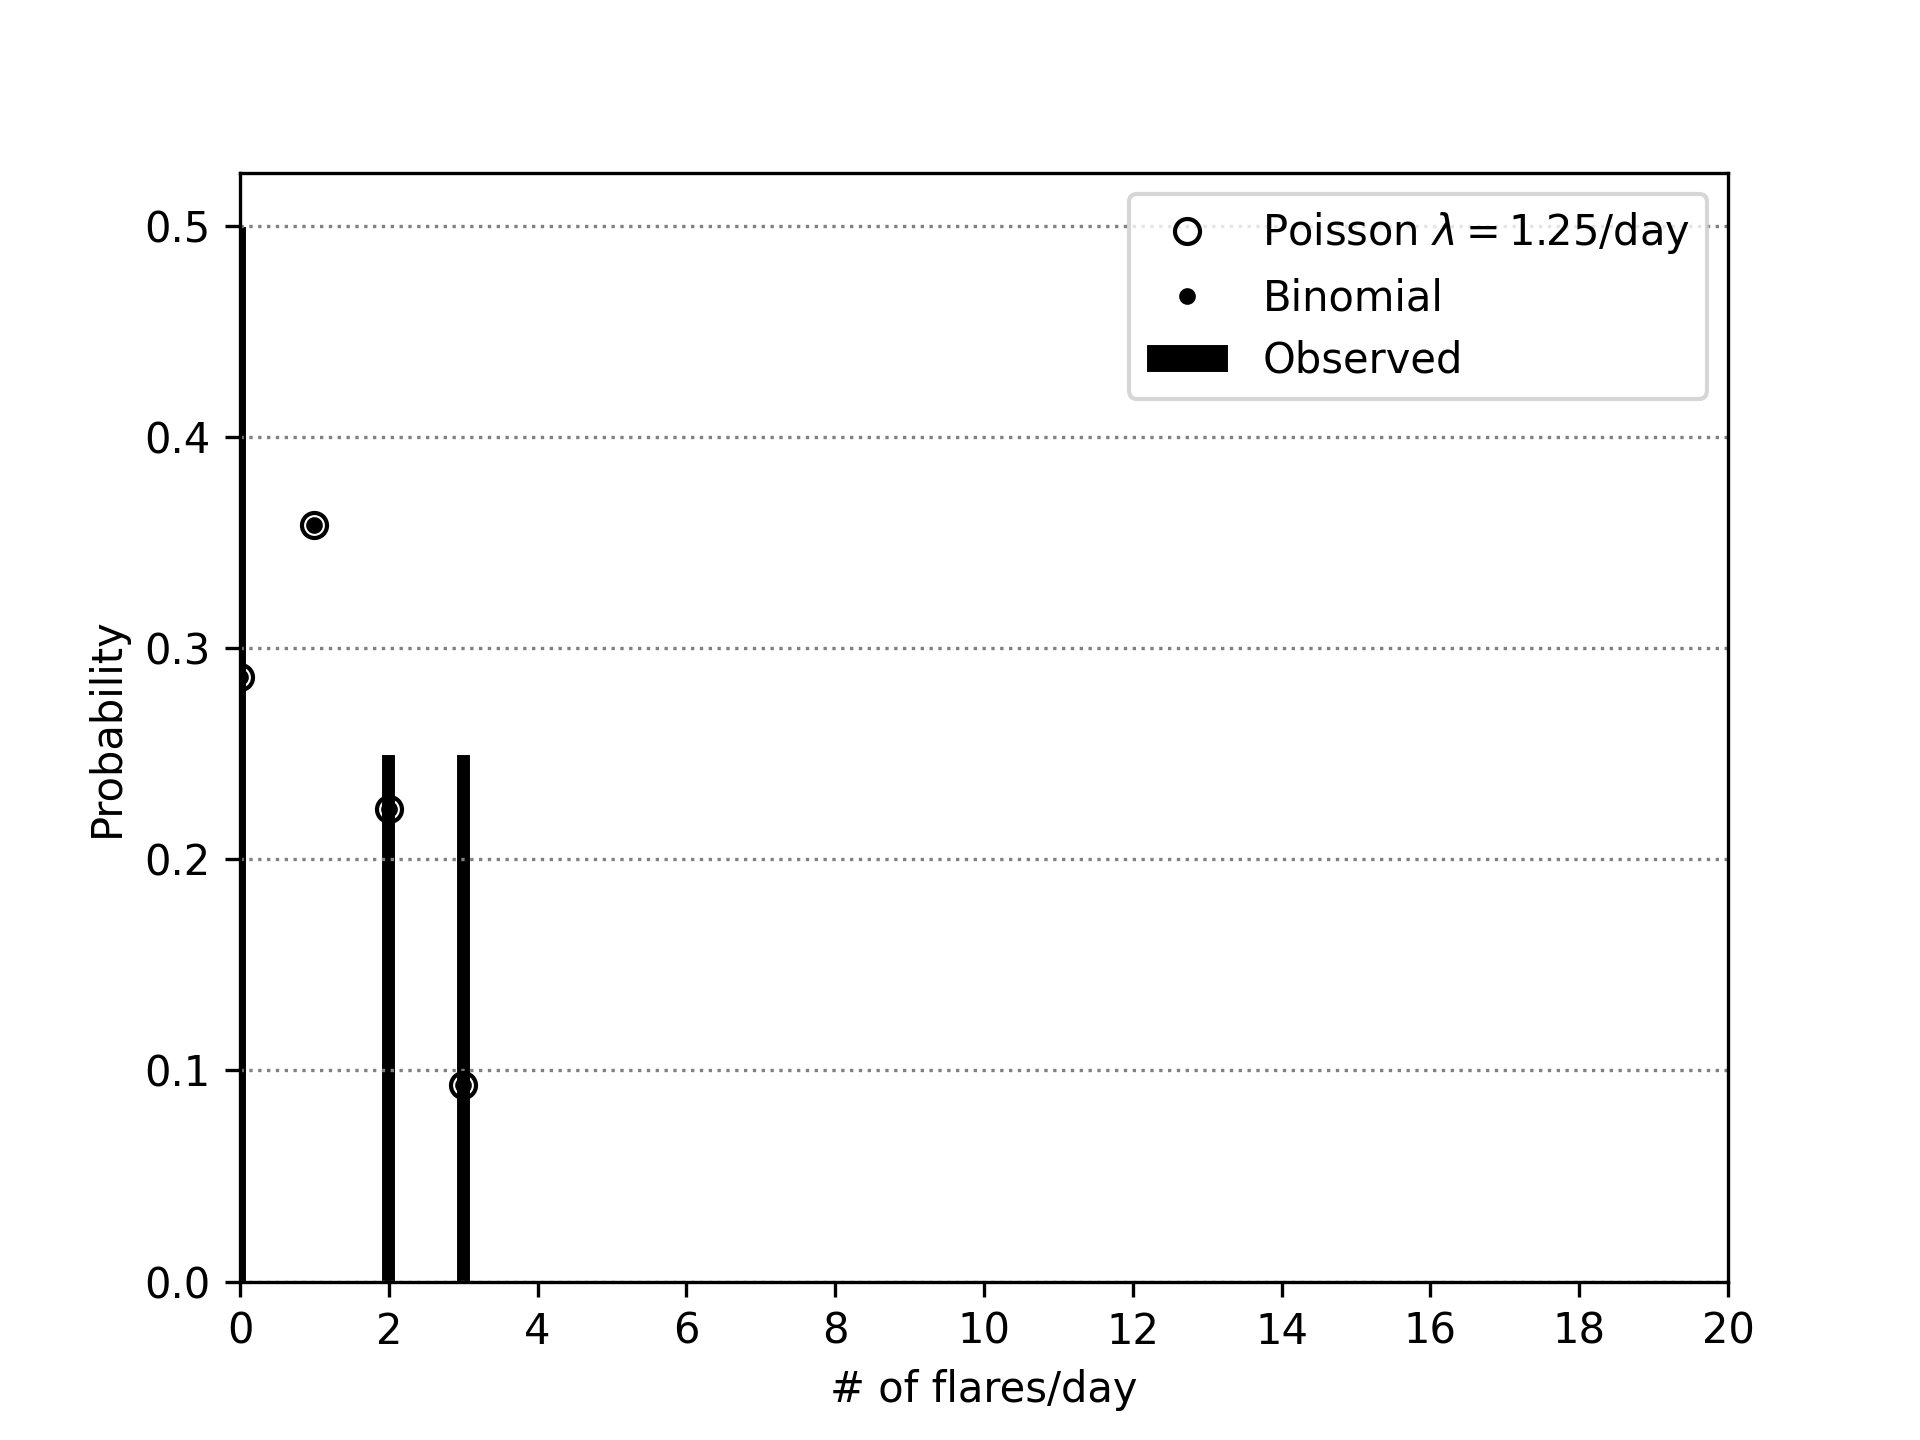 Poisson λ = 1.25/day
Binomial
Observed
0.5
0.4
0.3
0.2
0.1
0.0
Probability
0 2 4 6 8 10 12 14 16 18 20
# of flares/day